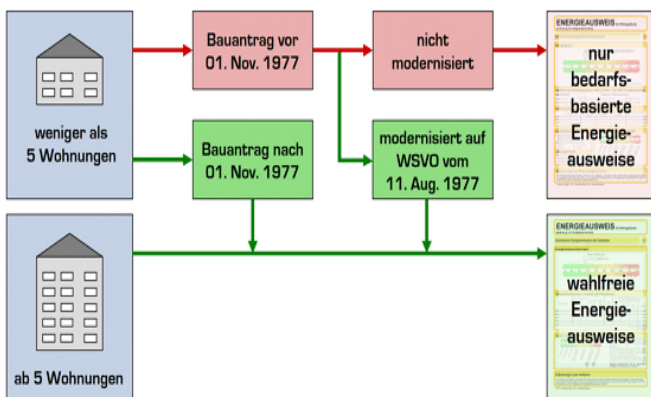 weniger als
5 Wohnungen
Bauantrag vor
01. Nov. 1977
nicht
modernisiert
Bauantrag nach
01. Nov. 1977
modernisiert auf
WSVO vom
11. Aug. 1977
ENERGIEAUSWEIS
nur
bedarfs-
basierte
Energie-
ausweise
ab 5 Wohnungen
ENERGIEAUSWEIS
wahlfreie
Energie-
ausweise